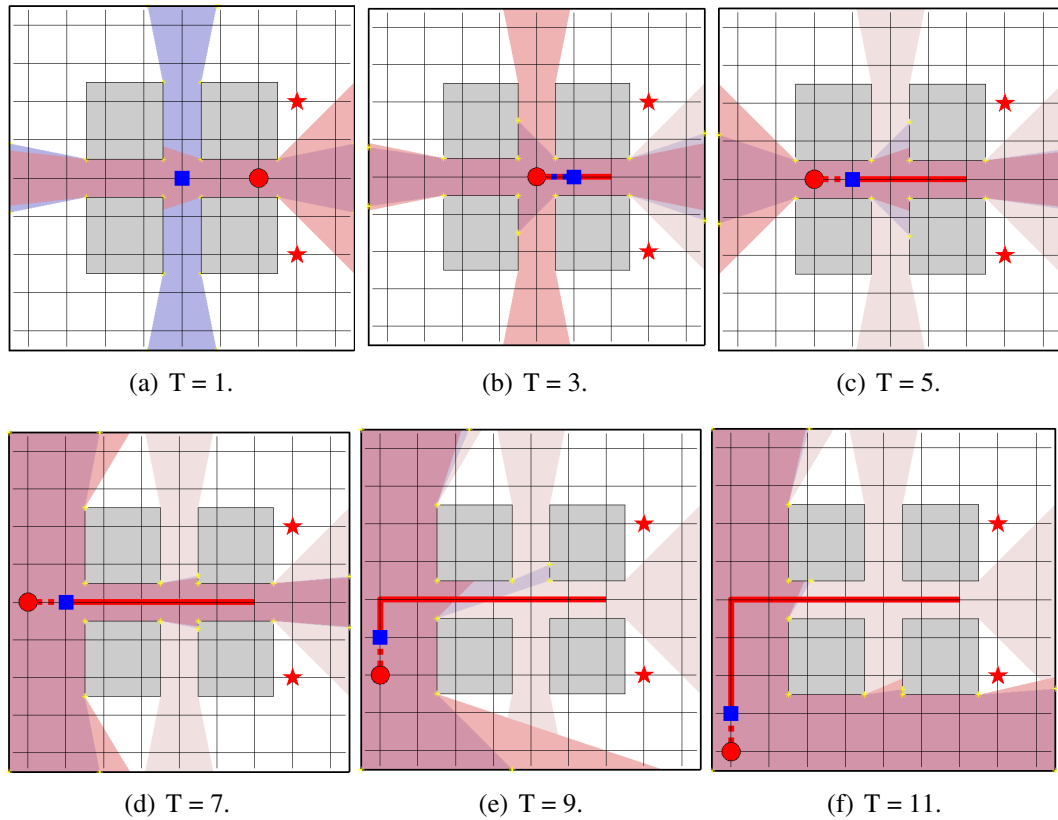 (a) T = 1.
(b) T = 3.
(c) T = 5.
(d) T = 7.
(e) T = 9.
(f) T = 11.